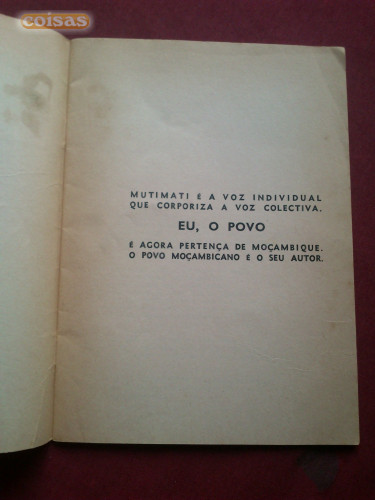 coisas
MUTIMATI É A VOZ INDIVIDUAL
QUE CORPORIZA A VOZ COLECTIVA.
EU, O POVO
É AGORA PERTENÇA DE MOÇAMBIQUE.
O POVO MOÇAMBICANO É O SEU AUTOR.